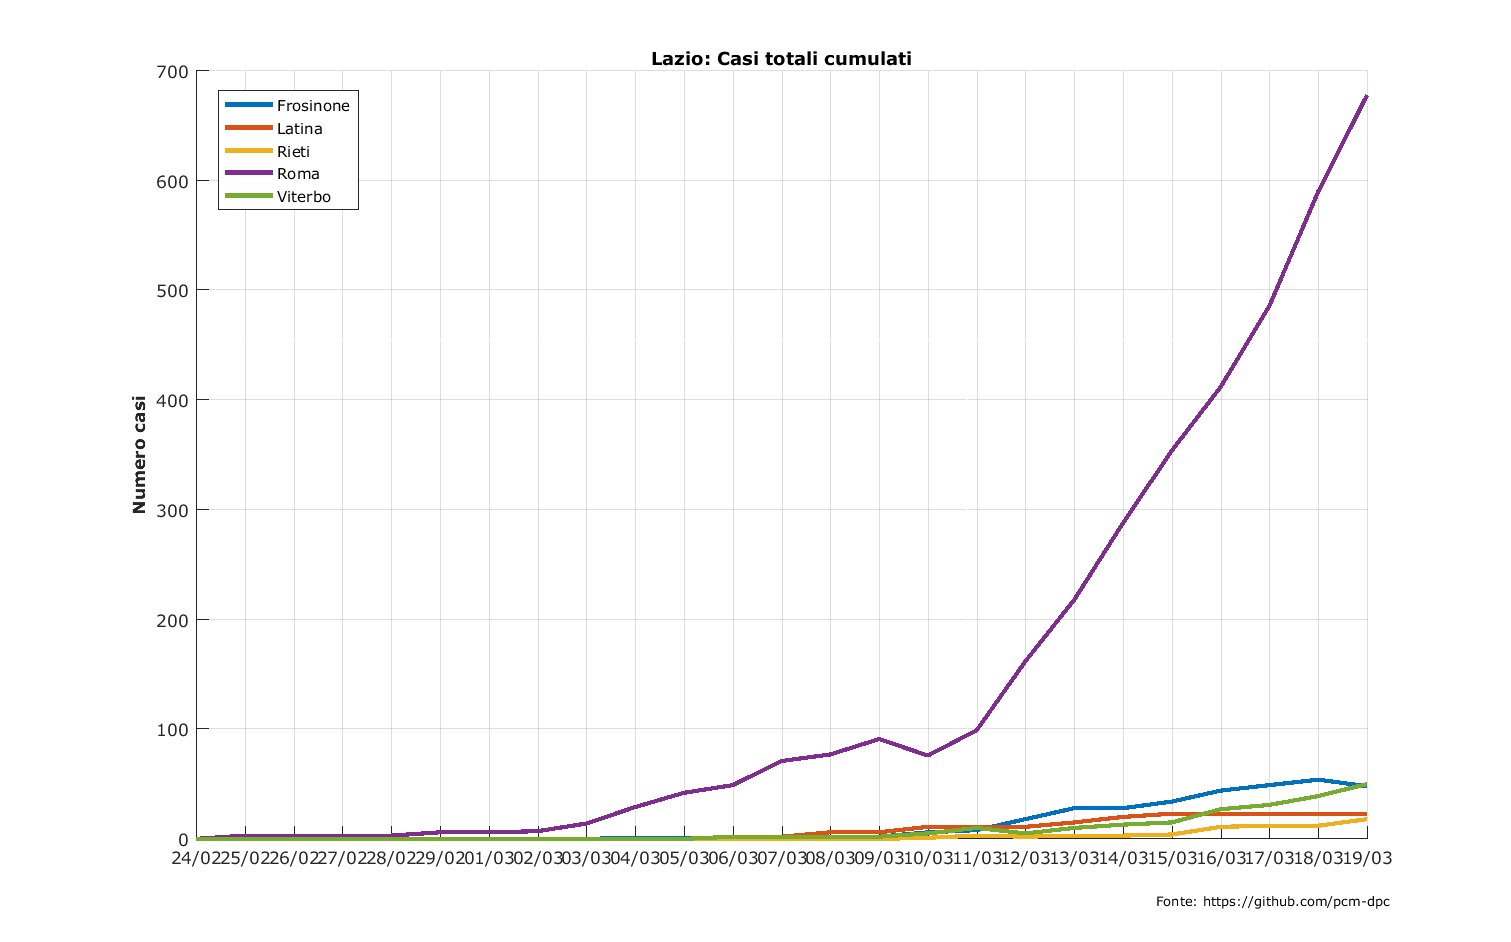 Lazio: Casi totali cumulati
700
600
500
400
300
200
100
0
Numero casi
Frosinone
Latina
Rieti
Roma
Viterbo
24/02 25/02 26/02 27/02 28/02 29/02 01/03 02/03 03/03 04/03 05/03 06/03 07/03 08/03 09/03 10/03 11/03 12/03 13/03 14/03 15/03 16/03 17/03 18/03 19/03
Fonte: https://github.com/pcm-dpc